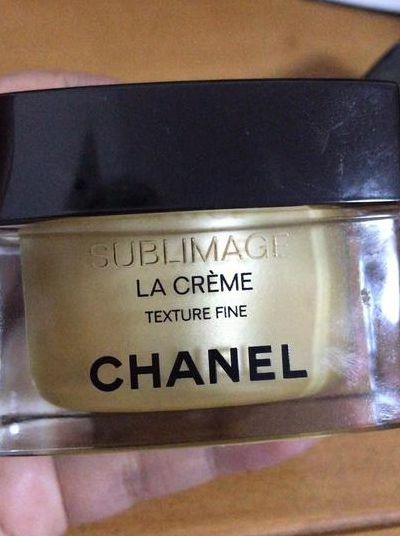 SUBLIMAGE
LA CRÈME
TEXTURE FINE
CHANEL